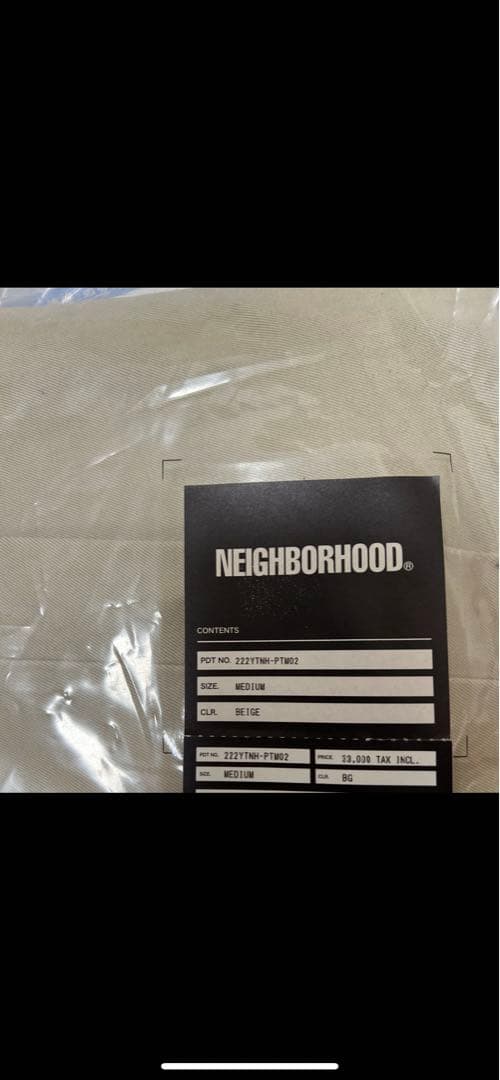 NEIGHBORHOOD®
CONTENTS
PDT NO. 222YTNH-PTM02
SIZE. MEDIUM
CLR. BEIGE
PDT NO. 222YTNH-PTM02 PRICE. 33,000 TAX INCL.
SIZE. MEDIUM CLR. BG